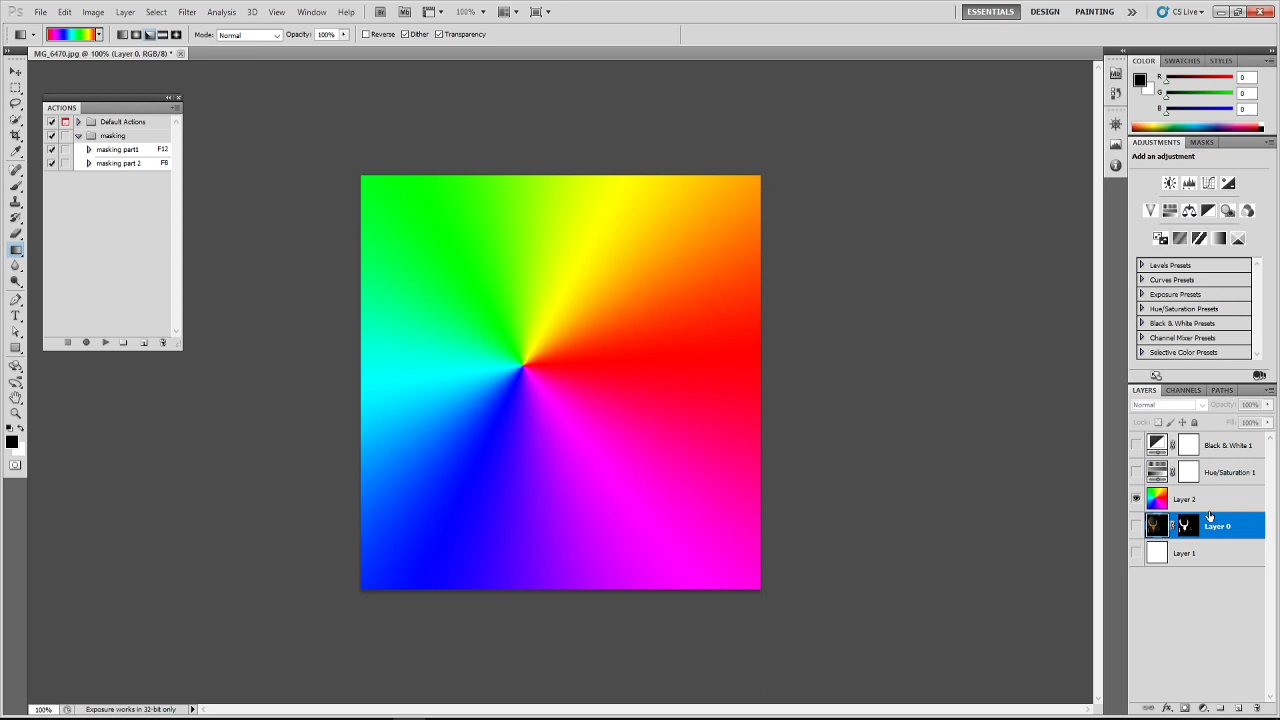 Ps File Edit Image Layer Select Filter Analysis 3D View Window Help Br Mb 100% ESSENTIALS DESIGN PAINTING CS Live
Mode: Normal Opacity: 100% Reverse Dither Transparency
MG_6470.jpg @ 100% (Layer 0, RGB/8) *
COLOR SWATCHES STYLES
R 0
G 0
B 0
ACTIONS
Default Actions
masking
masking part1 F12
masking part 2 F8
ADJUSTMENTS MASKS
Add an adjustment
Levels Presets
Curves Presets
Exposure Presets
Hue/Saturation Presets
Black & White Presets
Channel Mixer Presets
Selective Color Presets
LAYERS CHANNELS PATHS
Normal Opacity: 100%
Lock: Fill: 100%
Black & White 1
Hue/Saturation 1
Layer 2
Layer 0
Layer 1
100% Exposure works in 32-bit only